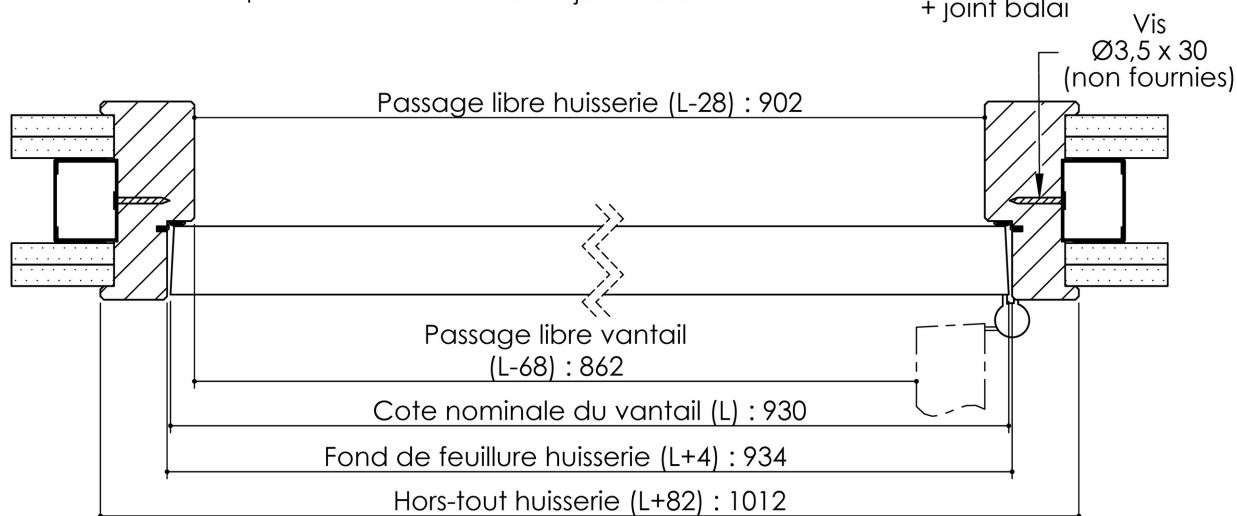 + joint balai
Vis
Ø3,5 x 30
(non fournies)
Passage libre huisserie (L-28) : 902
Passage libre vantail
(L-68) : 862
Cote nominale du vantail (L) : 930
Fond de feuillure huisserie (L+4) : 934
Hors-tout huisserie (L+82) : 1012